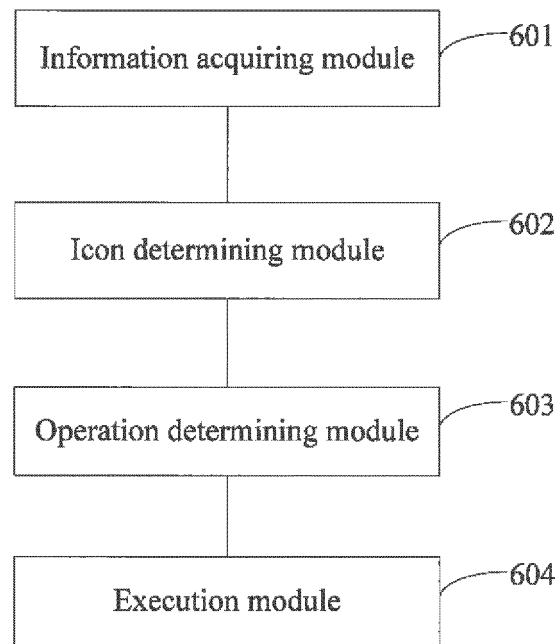 Information acquiring module
601
Icon determining module
602
Operation determining module
603
Execution module
604